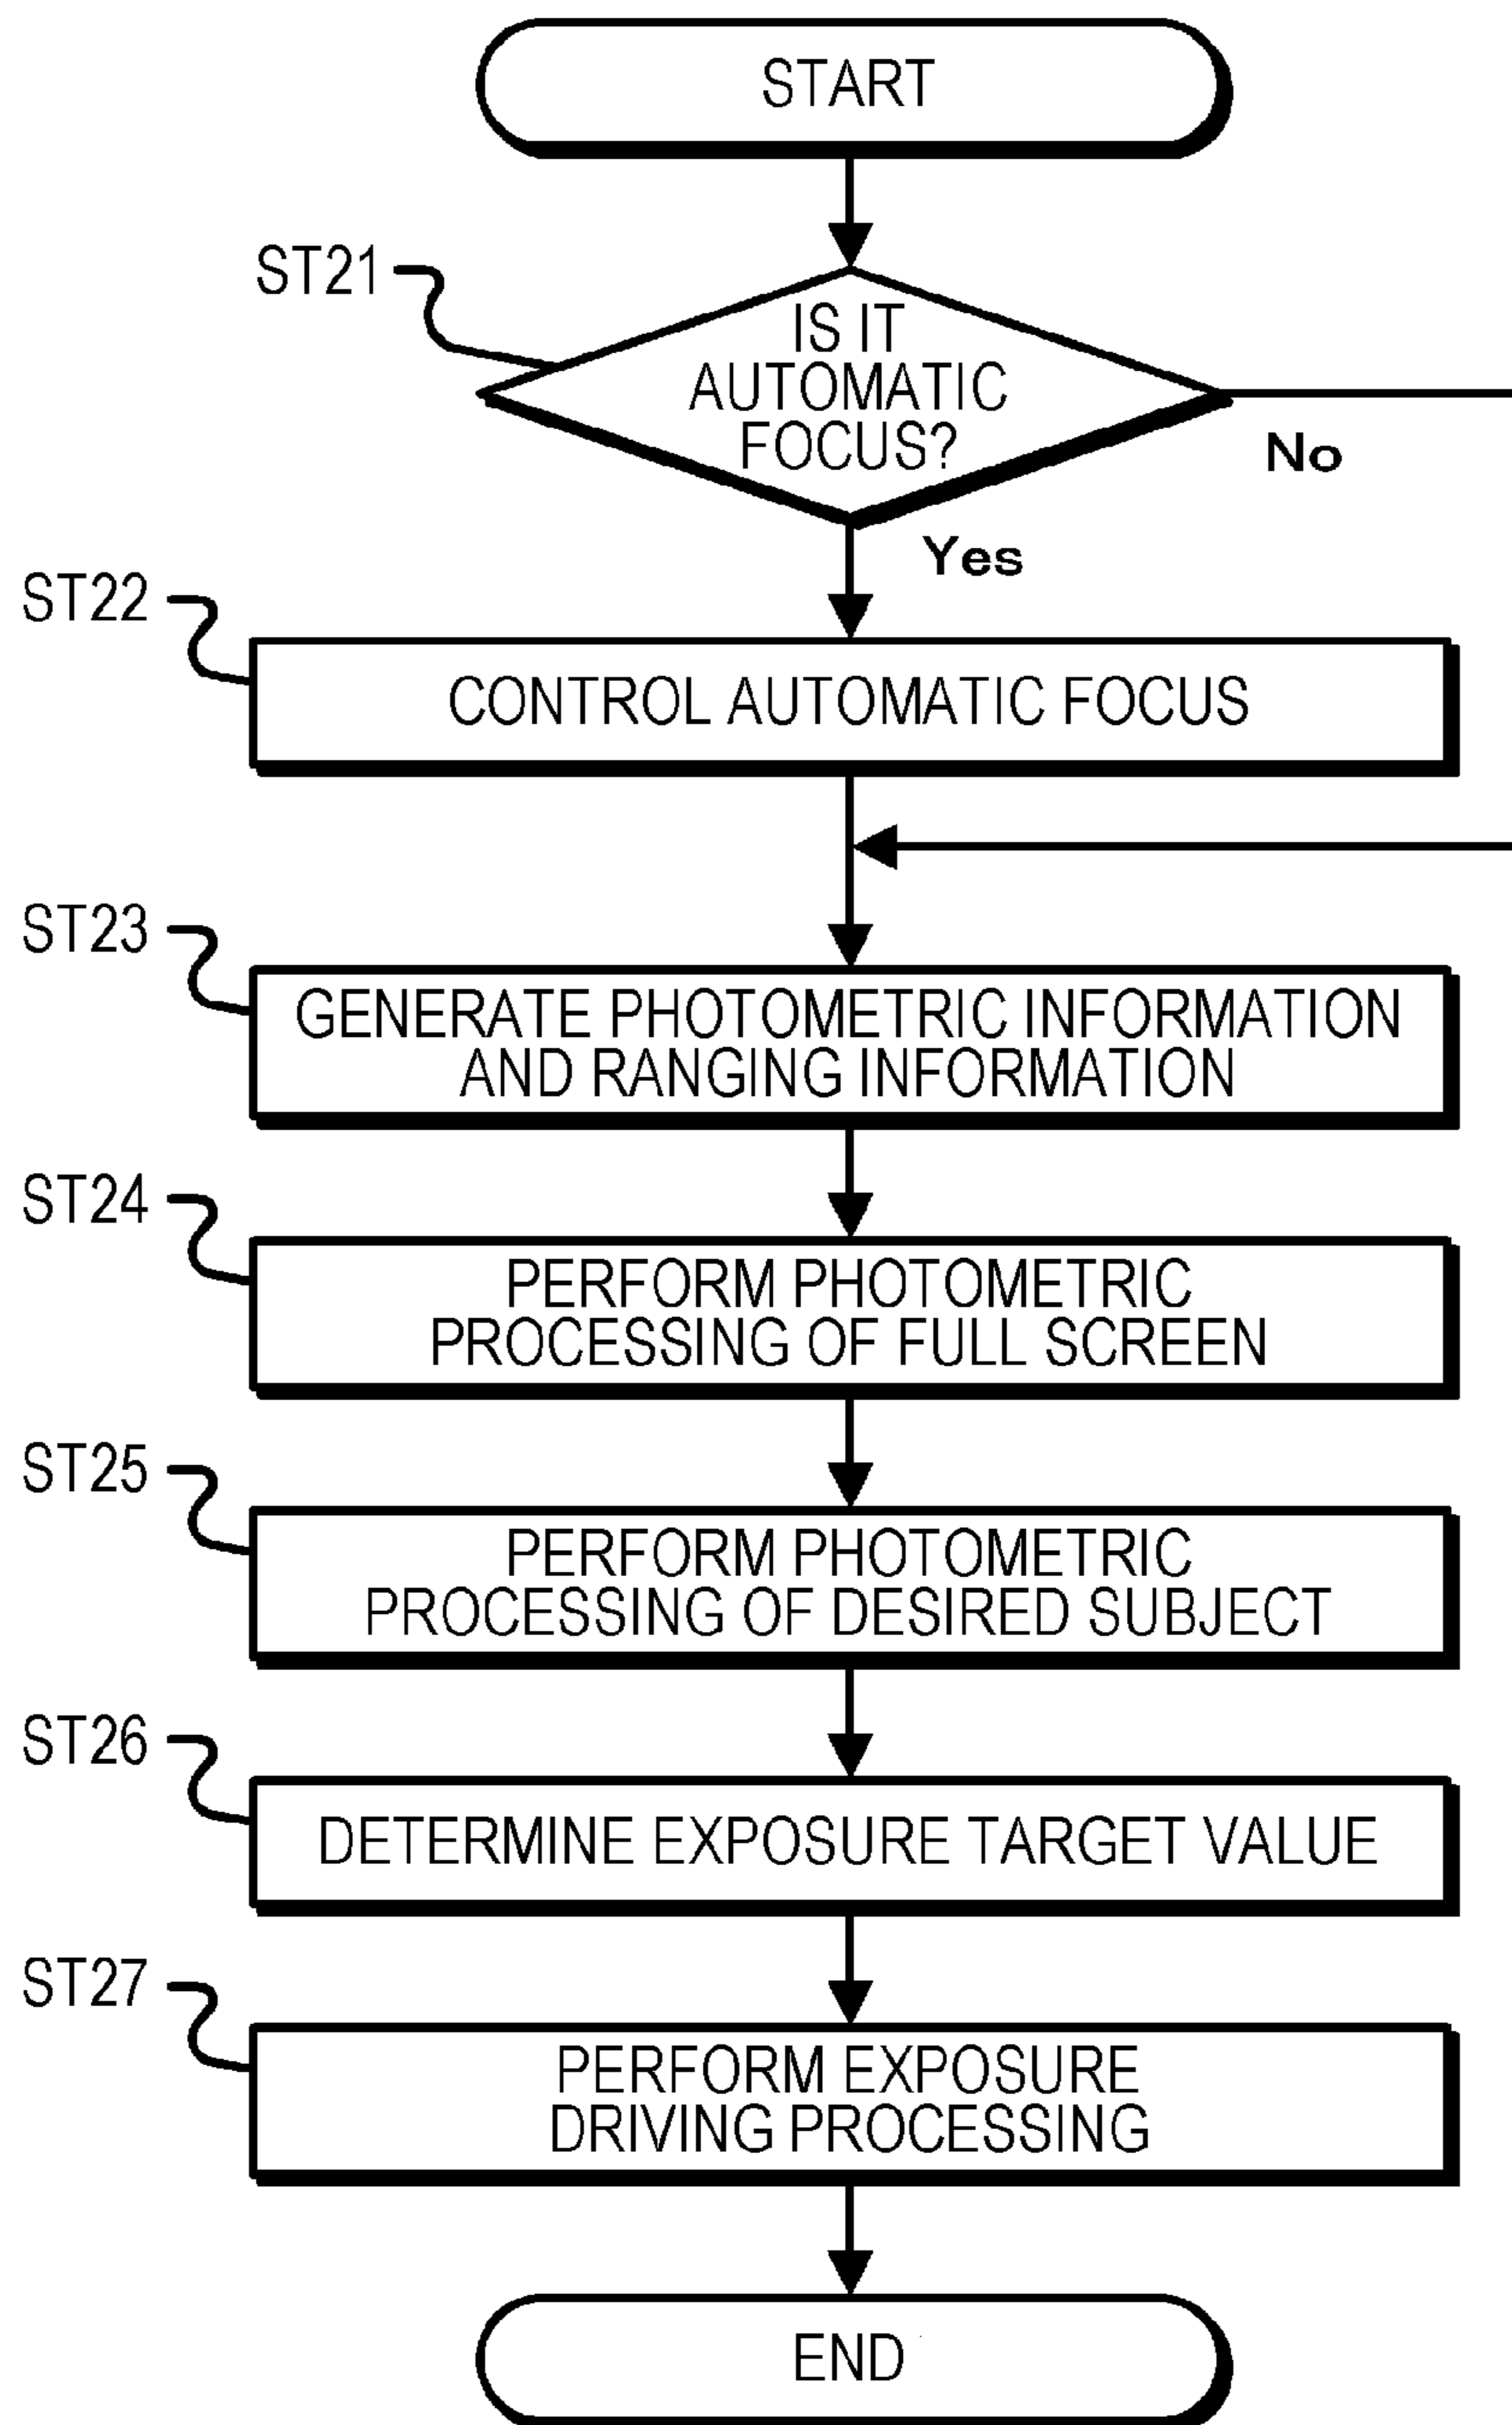 START
ST21
IS IT
AUTOMATIC
FOCUS?
No
Yes
ST22
CONTROL AUTOMATIC FOCUS
ST23
GENERATE PHOTOMETRIC INFORMATION
AND RANGING INFORMATION
ST24
PERFORM PHOTOMETRIC
PROCESSING OF FULL SCREEN
ST25
PERFORM PHOTOMETRIC
PROCESSING OF DESIRED SUBJECT
ST26
DETERMINE EXPOSURE TARGET VALUE
ST27
PERFORM EXPOSURE
DRIVING PROCESSING
END